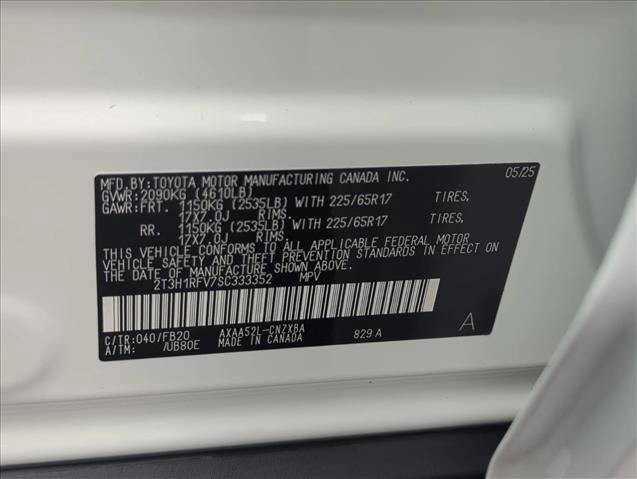 MFD.BY:TOYOTA MOTOR MANUFACTURING CANADA INC. 05/25
GVWR:2090KG (4610LB)
GAWR:FRT. 1150KG (2535LB) WITH 225/65R17 TIRES,
17X7.0J RIMS.
RR. 1150KG (2535LB) WITH 225/65R17 TIRES,
17X7.0J RIMS.
THIS VEHICLE CONFORMS TO ALL APPLICABLE FEDERAL MOTOR
VEHICLE SAFETY AND THEFT PREVENTION STANDARDS IN EFFECT ON
THE DATE OF MANUFACTURE SHOWN ABOVE.
2T3H1RFV7SC333352 MPV
C/TR:040/FB20 AXAA52L-CNZXBA 829 A A
A/TM: /UB80E MADE IN CANADA